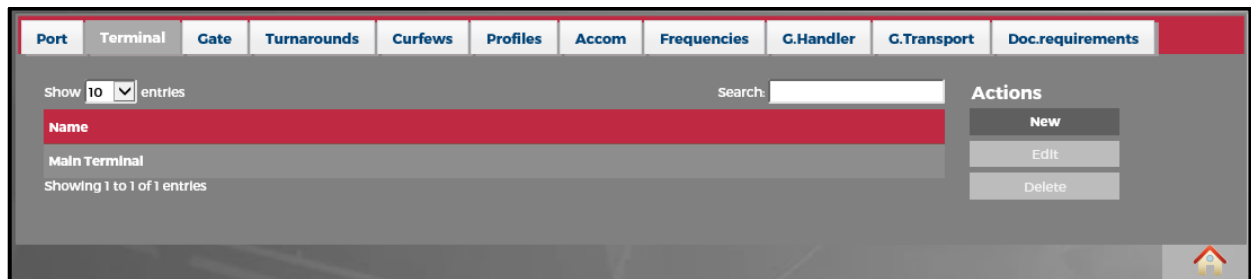 Port Terminal Gate Turnarounds Curfews Profiles Accom Frequencies G.Handler G.Transport Doc.requirements
Show 10 entries Search: Actions
Name New
Main Terminal Edit
Showing 1 to 1 of 1 entries Delete